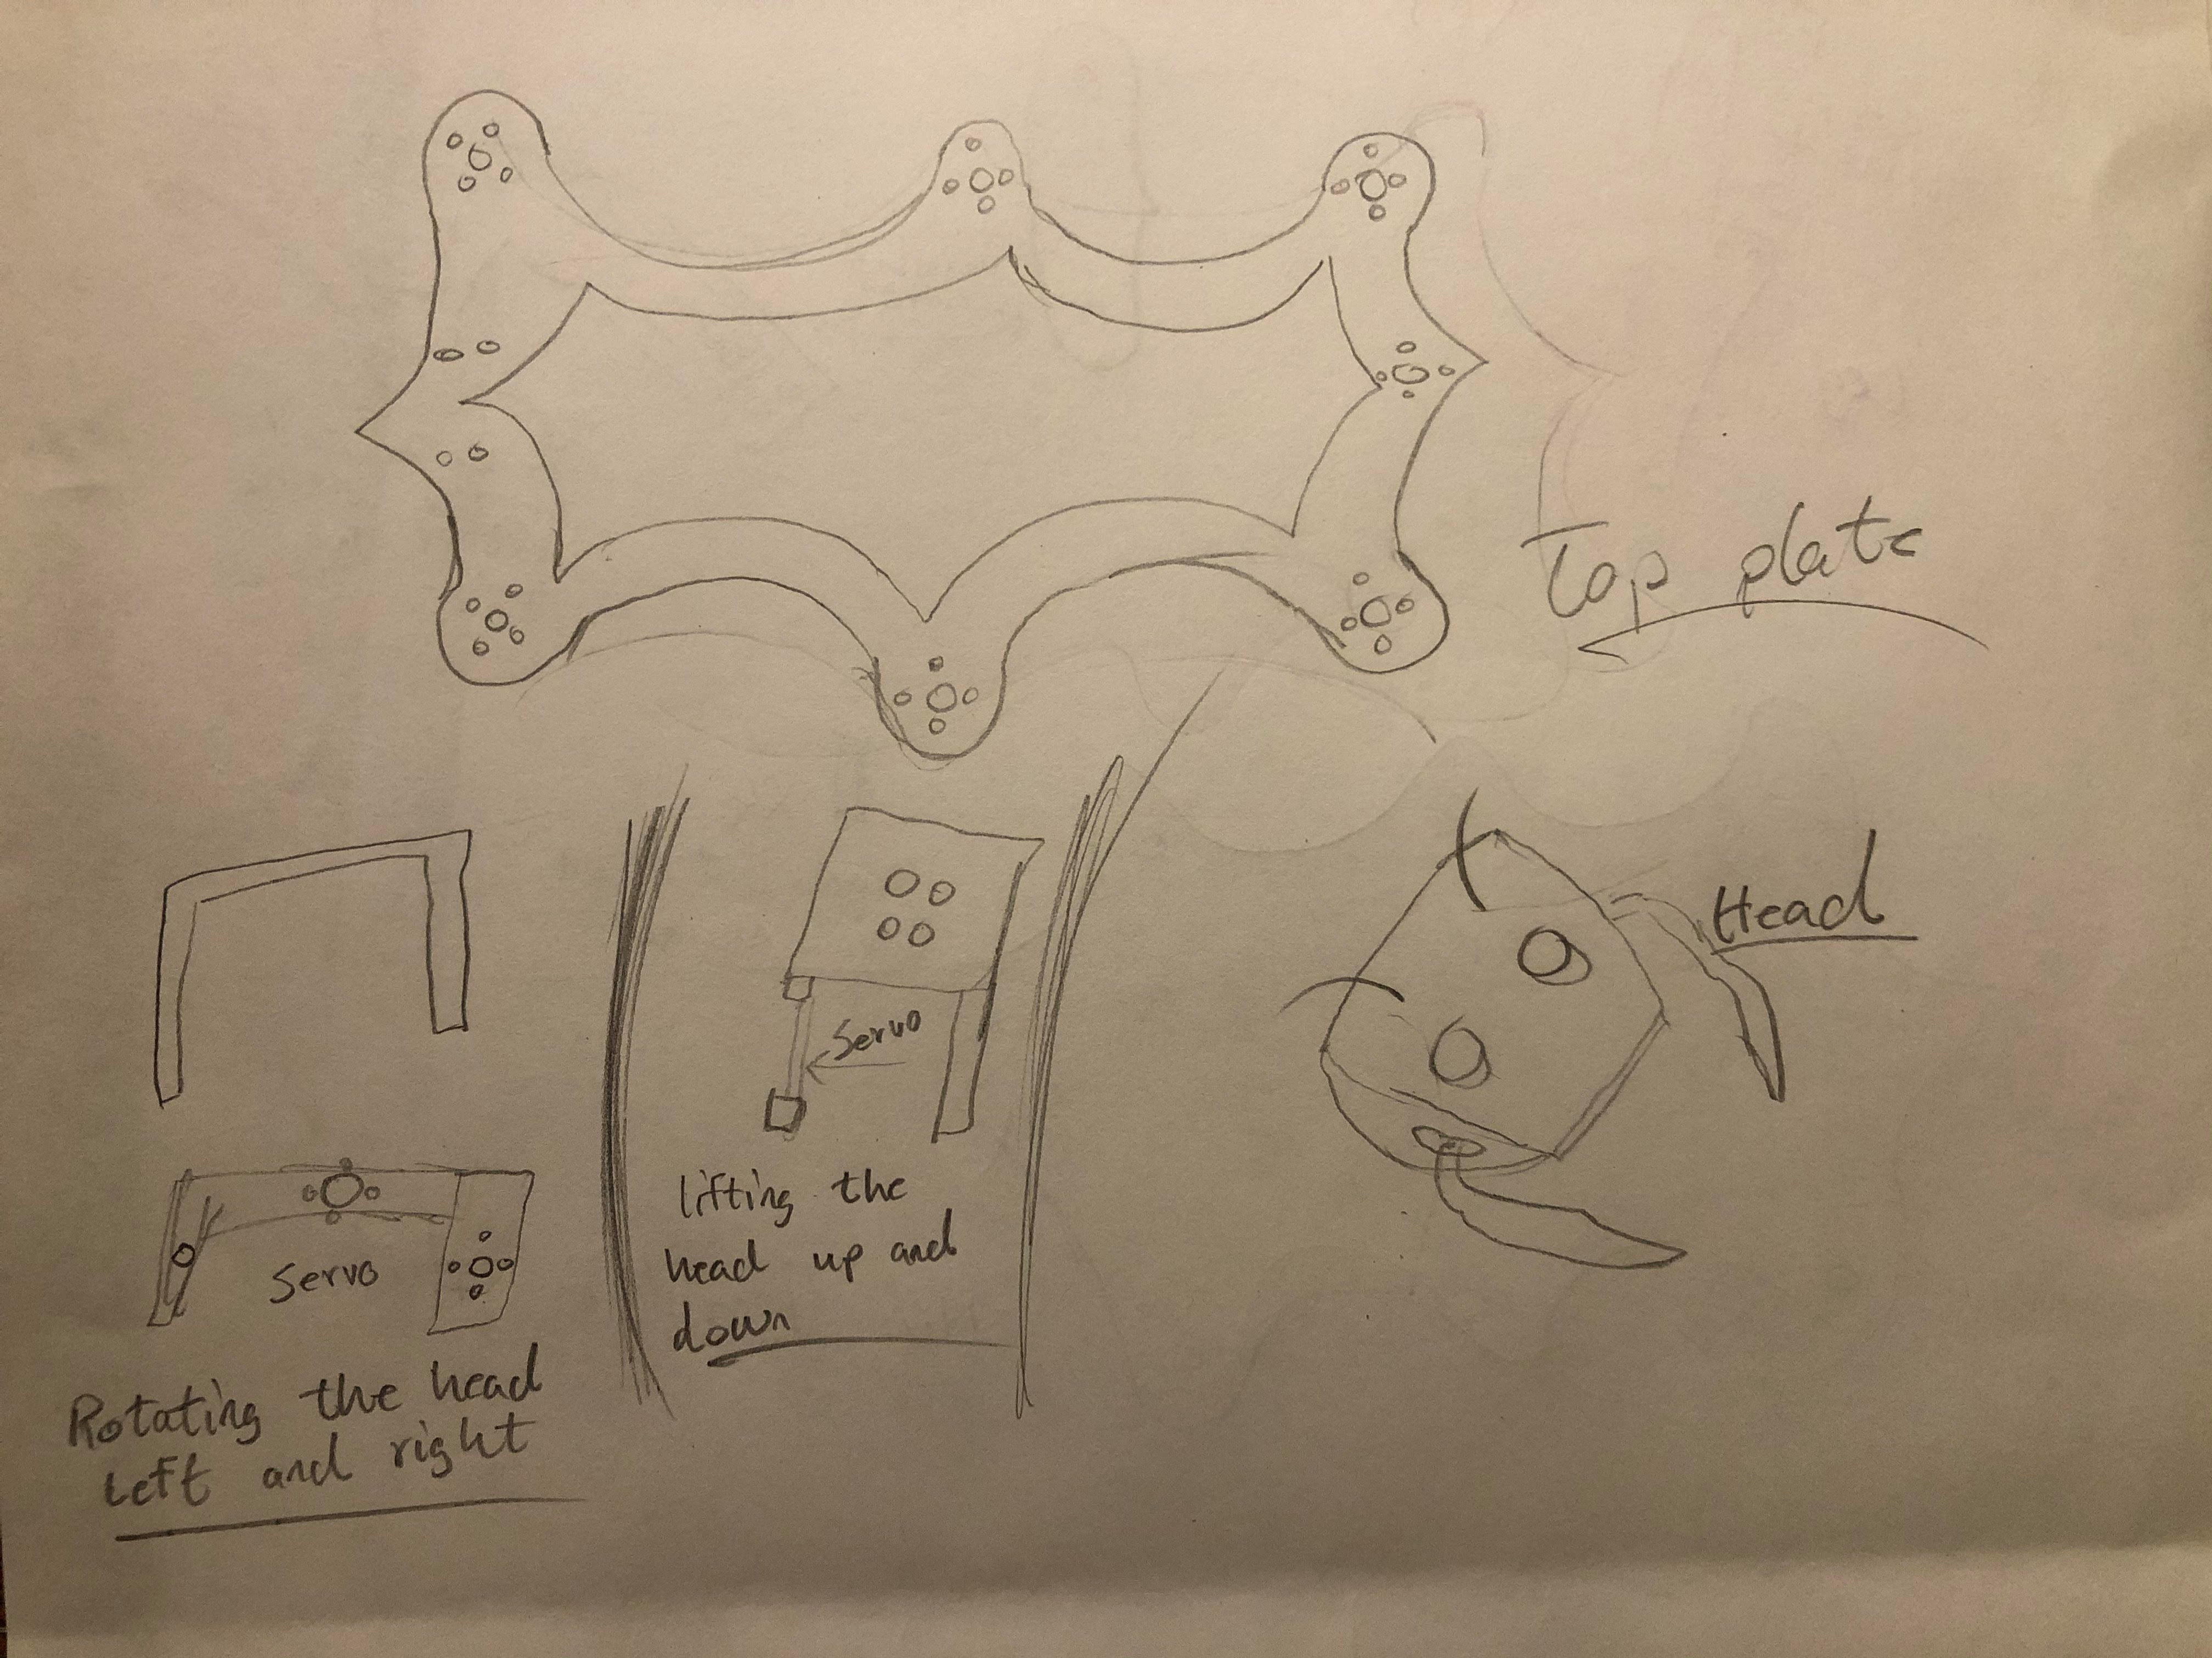 Top plate
Head
Servo
Servo
lifting the
head up and
down
Rotating the head
left and right